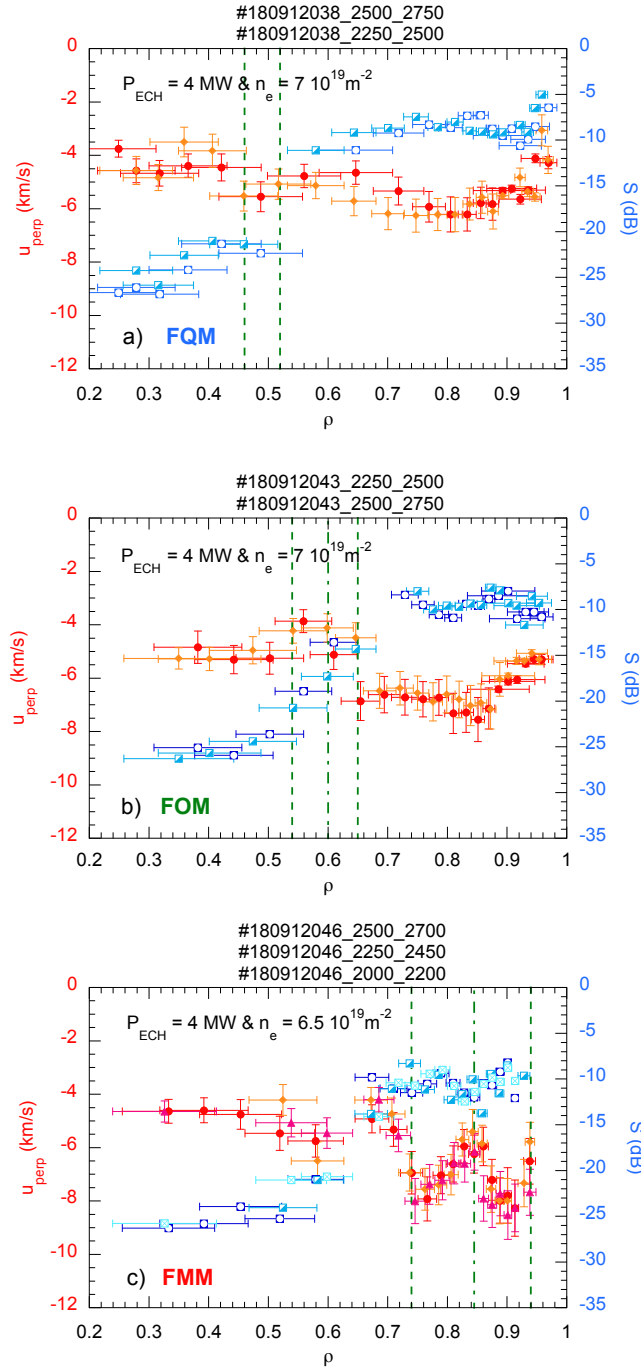 #180912038_2500_2750
#180912038_2250_2500
P_ECH = 4 MW & n_e = 7 10^19 m^-2
0
-2
-4
-6
-8
-10
-12
u_perp (km/s)
0
-5
-10
-15
-20
-25
-30
-35
S (dB)
a) FQM
0.2 0.3 0.4 0.5 0.6 0.7 0.8 0.9 1
ρ
#180912043_2250_2500
#180912043_2500_2750
P_ECH = 4 MW & n_e = 7 10^19 m^-2
0
-2
-4
-6
-8
-10
-12
u_perp (km/s)
0
-5
-10
-15
-20
-25
-30
-35
S (dB)
b) FOM
0.2 0.3 0.4 0.5 0.6 0.7 0.8 0.9 1
ρ
#180912046_2500_2700
#180912046_2250_2450
#180912046_2000_2200
P_ECH = 4 MW & n_e = 6.5 10^19 m^-2
0
-2
-4
-6
-8
-10
-12
u_perp (km/s)
0
-5
-10
-15
-20
-25
-30
-35
S (dB)
c) FMM
0.2 0.3 0.4 0.5 0.6 0.7 0.8 0.9 1
ρ